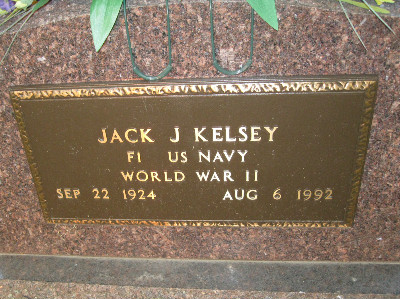 JACK J KELSEY
F1 US NAVY
WORLD WAR II
SEP 22 1924 AUG 6 1992